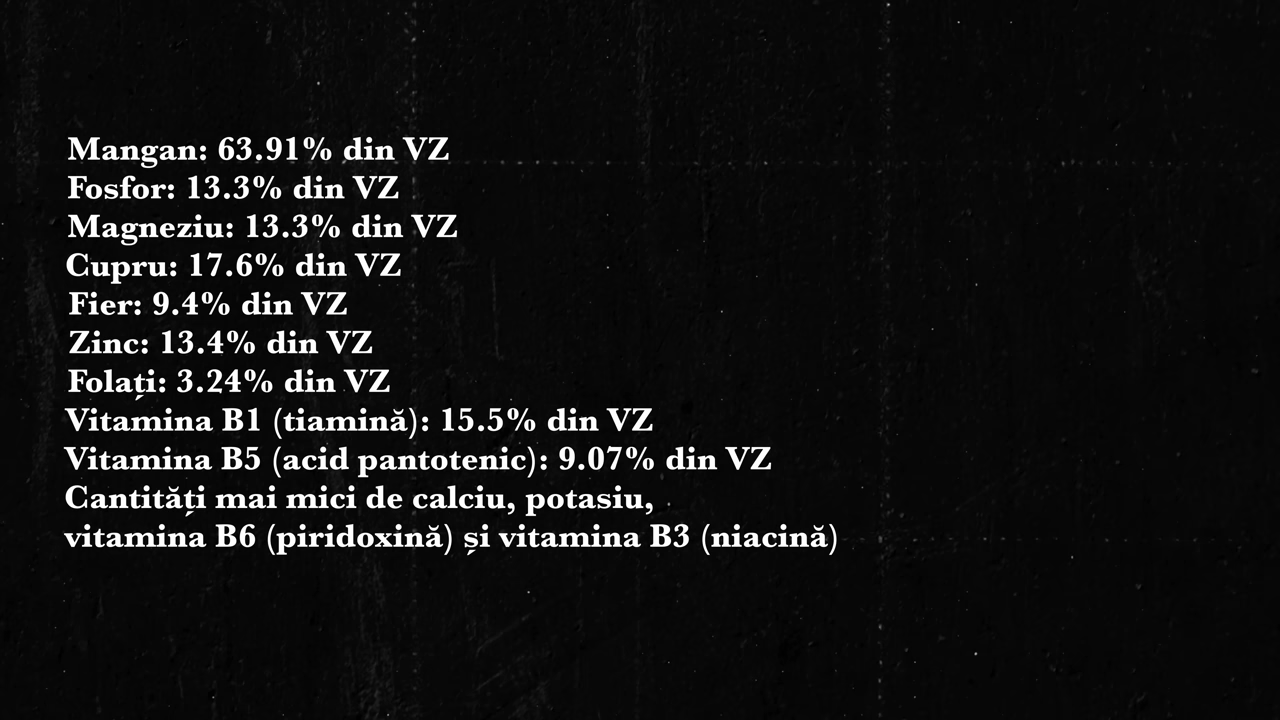 Mangan: 63.91% din VZ
Fosfor: 13.3% din VZ
Magneziu: 13.3% din VZ
Cupru: 17.6% din VZ
Fier: 9.4% din VZ
Zinc: 13.4% din VZ
Folați: 3.24% din VZ
Vitamina B1 (tiamină): 15.5% din VZ
Vitamina B5 (acid pantotenic): 9.07% din VZ
Cantități mai mici de calciu, potasiu,
vitamina B6 (piridoxină) și vitamina B3 (niacină)